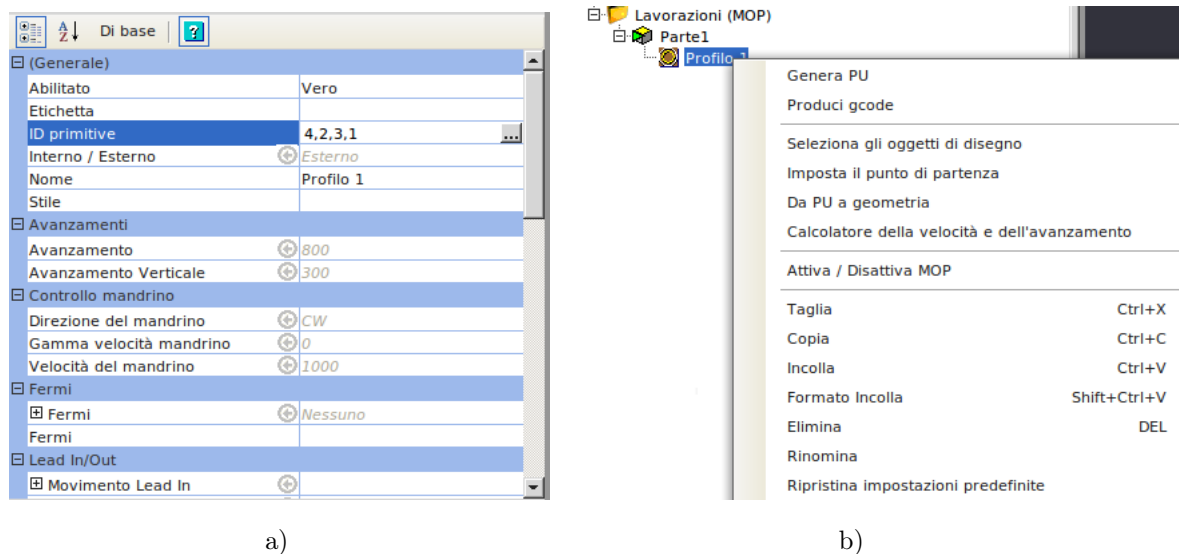 Di base
(Generale)
Abilitato Vero
Etichetta
ID primitive 4,2,3,1 ...
Interno / Esterno Esterno
Nome Profilo 1
Stile
Avanzamenti
Avanzamento 800
Avanzamento Verticale 300
Controllo mandrino
Direzione del mandrino CW
Gamma velocità mandrino 0
Velocità del mandrino 1000
Fermi
Fermi Nessuno
Fermi
Lead In/Out
Movimento Lead In
a)
Lavorazioni (MOP)
Parte1
Profilo 1
Genera PU
Produci gcode
Seleziona gli oggetti di disegno
Imposta il punto di partenza
Da PU a geometria
Calcolatore della velocità e dell'avanzamento
Attiva / Disattiva MOP
Taglia Ctrl+X
Copia Ctrl+C
Incolla Ctrl+V
Formato Incolla Shift+Ctrl+V
Elimina DEL
Rinomina
Ripristina impostazioni predefinite
b)